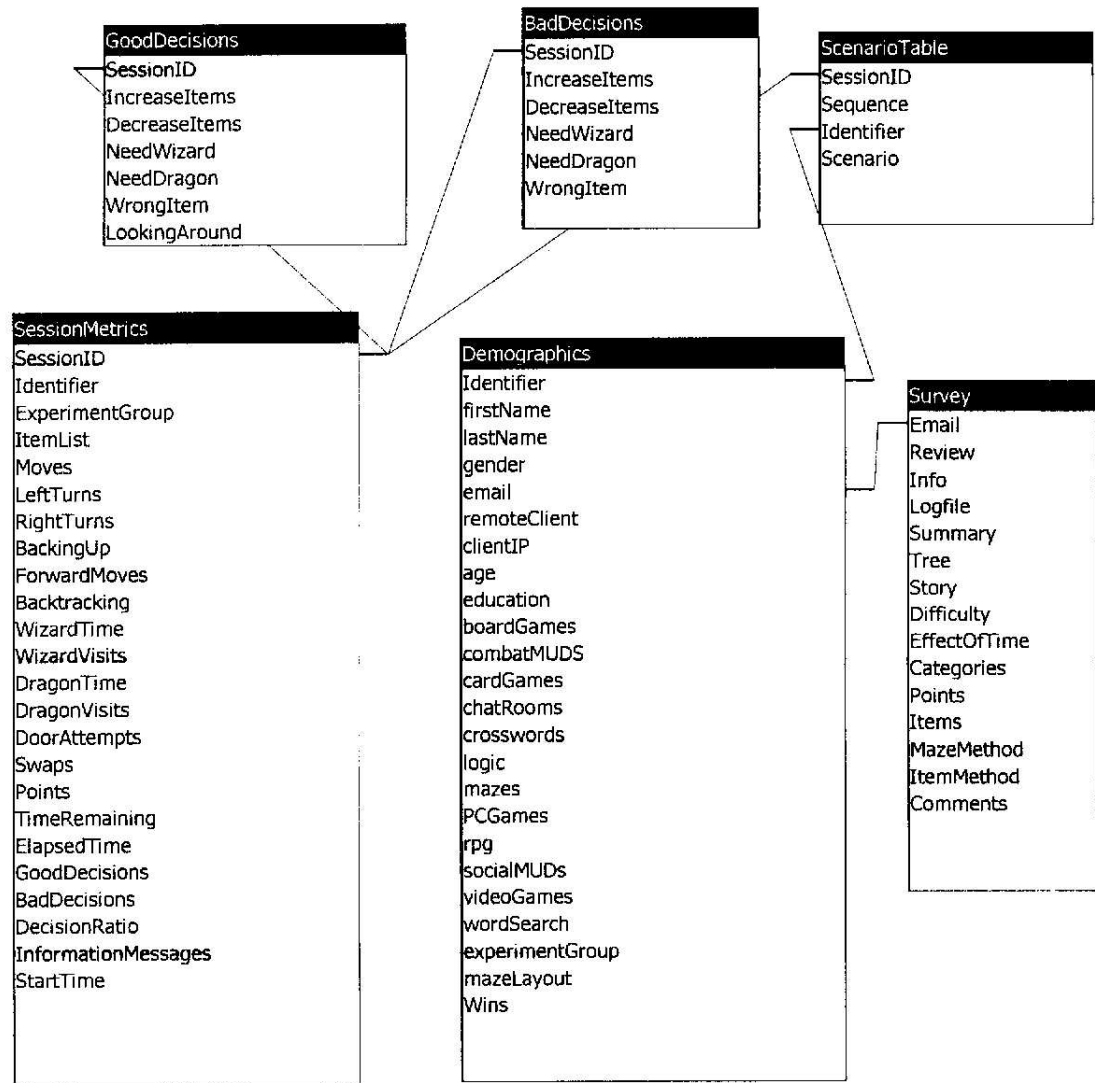 GoodDecisions
SessionID
IncreaseItems
DecreaseItems
NeedWizard
NeedDragon
WrongItem
LookingAround
BadDecisions
SessionID
IncreaseItems
DecreaseItems
NeedWizard
NeedDragon
WrongItem
ScenarioTable
SessionID
Sequence
Identifier
Scenario
SessionMetrics
SessionID
Identifier
ExperimentGroup
ItemList
Moves
LeftTurns
RightTurns
BackingUp
ForwardMoves
Backtracking
WizardTime
WizardVisits
DragonTime
DragonVisits
DoorAttempts
Swaps
Points
TimeRemaining
ElapsedTime
GoodDecisions
BadDecisions
DecisionRatio
InformationMessages
StartTime
Demographics
Identifier
firstName
lastName
gender
email
remoteClient
clientIP
age
education
boardGames
combatMUDS
cardGames
chatRooms
crosswords
logic
mazes
PCGames
rpg
socialMUDs
videoGames
wordSearch
experimentGroup
mazeLayout
Wins
Survey
Email
Review
Info
Logfile
Summary
Tree
Story
Difficulty
EffectOfTime
Categories
Points
Items
MazeMethod
ItemMethod
Comments